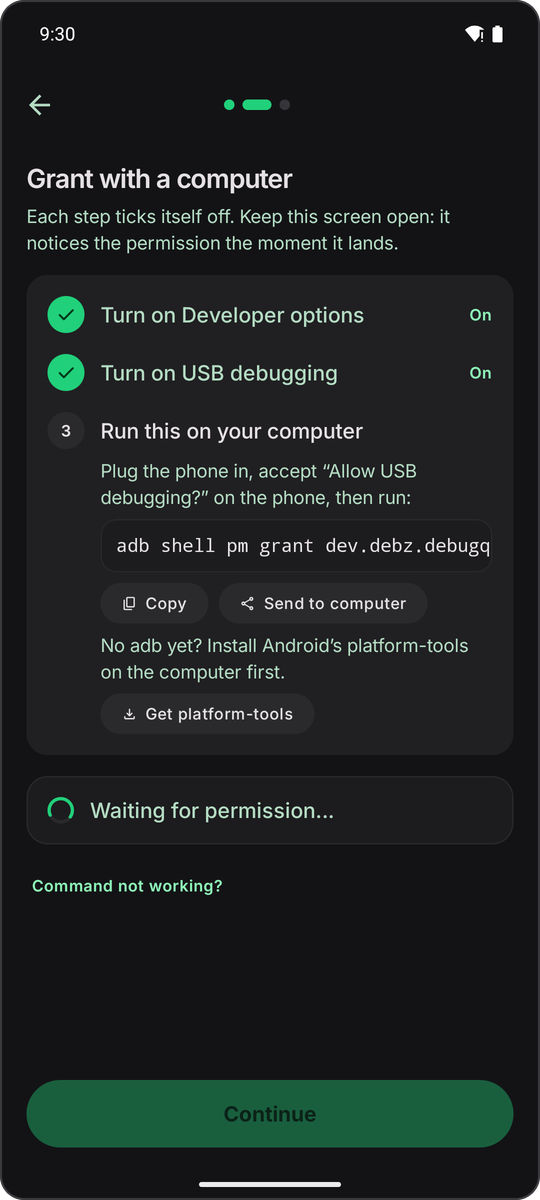 9:30
Grant with a computer
Each step ticks itself off. Keep this screen open: it
notices the permission the moment it lands.
Turn on Developer options
On
Turn on USB debugging
On
3
Run this on your computer
Plug the phone in, accept “Allow USB
debugging?” on the phone, then run:
adb shell pm grant dev.debz.debugq
Copy
Send to computer
No adb yet? Install Android’s platform-tools
on the computer first.
Get platform-tools
Waiting for permission…
Command not working?
Continue